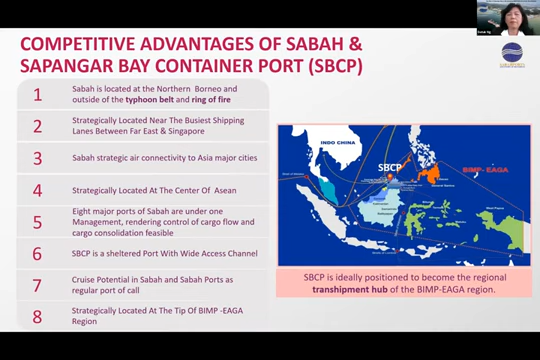 COMPETITIVE ADVANTAGES OF SABAH &
SAPANGAR BAY CONTAINER PORT (SBCP)
1
Sabah is located at the Northern Borneo and
outside of the typhoon belt and ring of fire
2
Strategically Located Near The Busiest Shipping
Lanes Between Far East & Singapore
3
Sabah strategic air connectivity to Asia major cities
4
Strategically Located At The Center Of Asean
5
Eight major ports of Sabah are under one
Management, rendering control of cargo flow and
cargo consolidation feasible
6
SBCP is a sheltered Port With Wide Access Channel
7
Cruise Potential in Sabah and Sabah Ports as
regular port of call
8
Strategically Located At The Tip Of BIMP -EAGA
Region
INDO CHINA
SBCP
BIMP-EAGA
SBCP is ideally positioned to become the regional
transhipment hub of the BIMP-EAGA region.